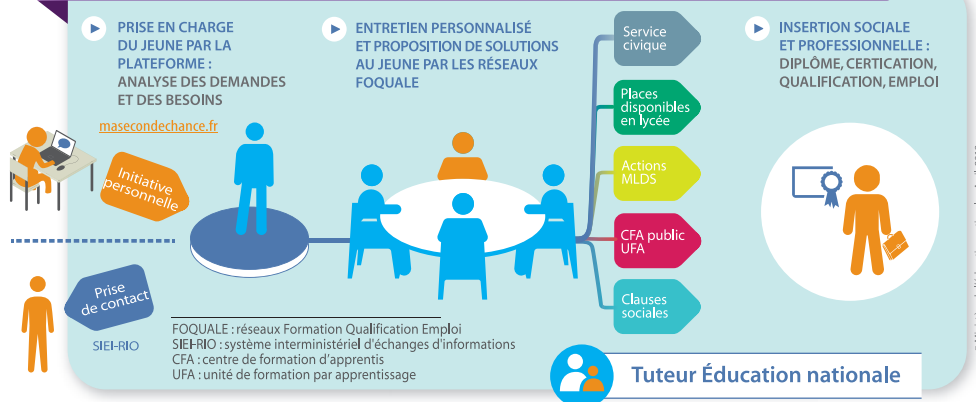 PRISE EN CHARGE
DU JEUNE PAR LA
PLATEFORME :
ANALYSE DES DEMANDES
ET DES BESOINS
masecondechance.fr
Initiative
personnelle
Prise
de contact
SIEI-RIO
ENTRETIEN PERSONNALISÉ
ET PROPOSITION DE SOLUTIONS
AU JEUNE PAR LES RÉSEAUX
FOQUALE
Service
civique
Places
disponibles
en lycée
Actions
MLDS
CFA public
UFA
Clauses
sociales
INSERTION SOCIALE
ET PROFESSIONNELLE :
DIPLÔME, CERTICATION,
QUALIFICATION, EMPLOI
FOQUALE : réseaux Formation Qualification Emploi
SIEI-RIO : système interministériel d'échanges d'informations
CFA : centre de formation d'apprentis
UFA : unité de formation par apprentissage
Tuteur Éducation nationale